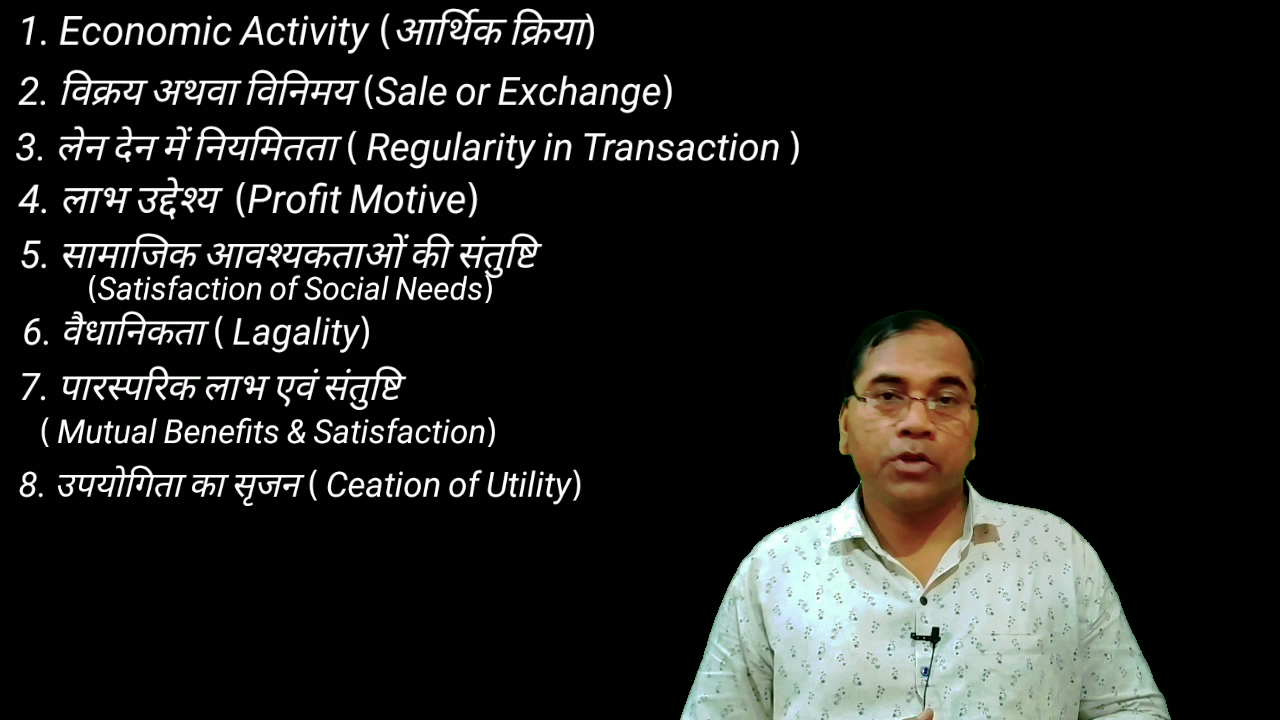 1. Economic Activity (आर्थिक क्रिया)
2. विक्रय अथवा विनिमय (Sale or Exchange)
3. लेन देन में नियमितता ( Regularity in Transaction )
4. लाभ उद्देश्य (Profit Motive)
5. सामाजिक आवश्यकताओं की संतुष्टि
(Satisfaction of Social Needs)
6. वैधानिकता ( Lagality)
7. पारस्परिक लाभ एवं संतुष्टि
( Mutual Benefits & Satisfaction)
8. उपयोगिता का सृजन ( Ceation of Utility)